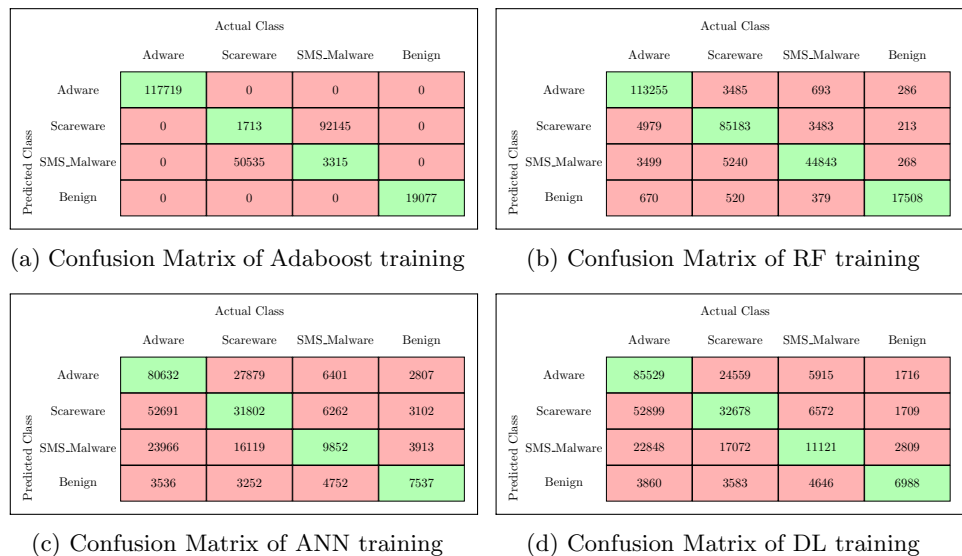 Actual Class
Adware Scareware SMS_Malware Benign
Predicted Class
Adware 117719 0 0 0
Scareware 0 1713 92145 0
SMS_Malware 0 50535 3315 0
Benign 0 0 0 19077
(a) Confusion Matrix of Adaboost training
Actual Class
Adware Scareware SMS_Malware Benign
Predicted Class
Adware 113255 3485 693 286
Scareware 4979 85183 3483 213
SMS_Malware 3499 5240 44843 268
Benign 670 520 379 17508
(b) Confusion Matrix of RF training
Actual Class
Adware Scareware SMS_Malware Benign
Predicted Class
Adware 80632 27879 6401 2807
Scareware 52691 31802 6262 3102
SMS_Malware 23966 16119 9852 3913
Benign 3536 3252 4752 7537
(c) Confusion Matrix of ANN training
Actual Class
Adware Scareware SMS_Malware Benign
Predicted Class
Adware 85529 24559 5915 1716
Scareware 52899 32678 6572 1709
SMS_Malware 22848 17072 11121 2809
Benign 3860 3583 4646 6988
(d) Confusion Matrix of DL training